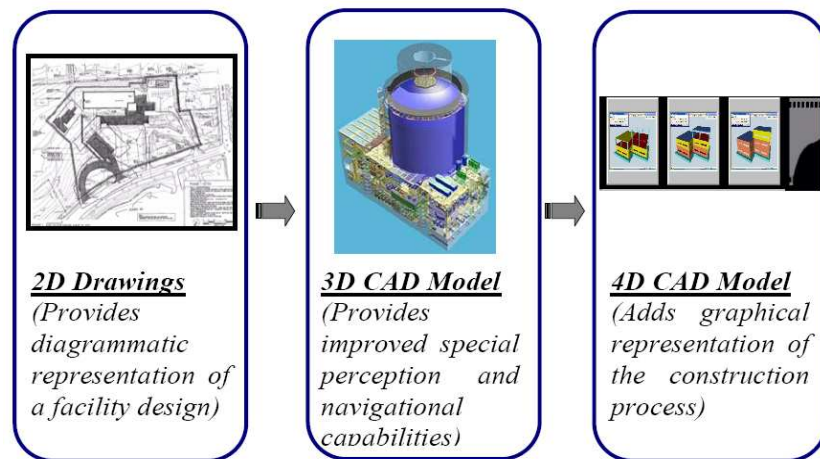 2D Drawings
(Provides
diagrammatic
representation of
a facility design)
3D CAD Model
(Provides
improved special
perception and
navigational
capabilities)
4D CAD Model
(Adds graphical
representation of
the construction
process)